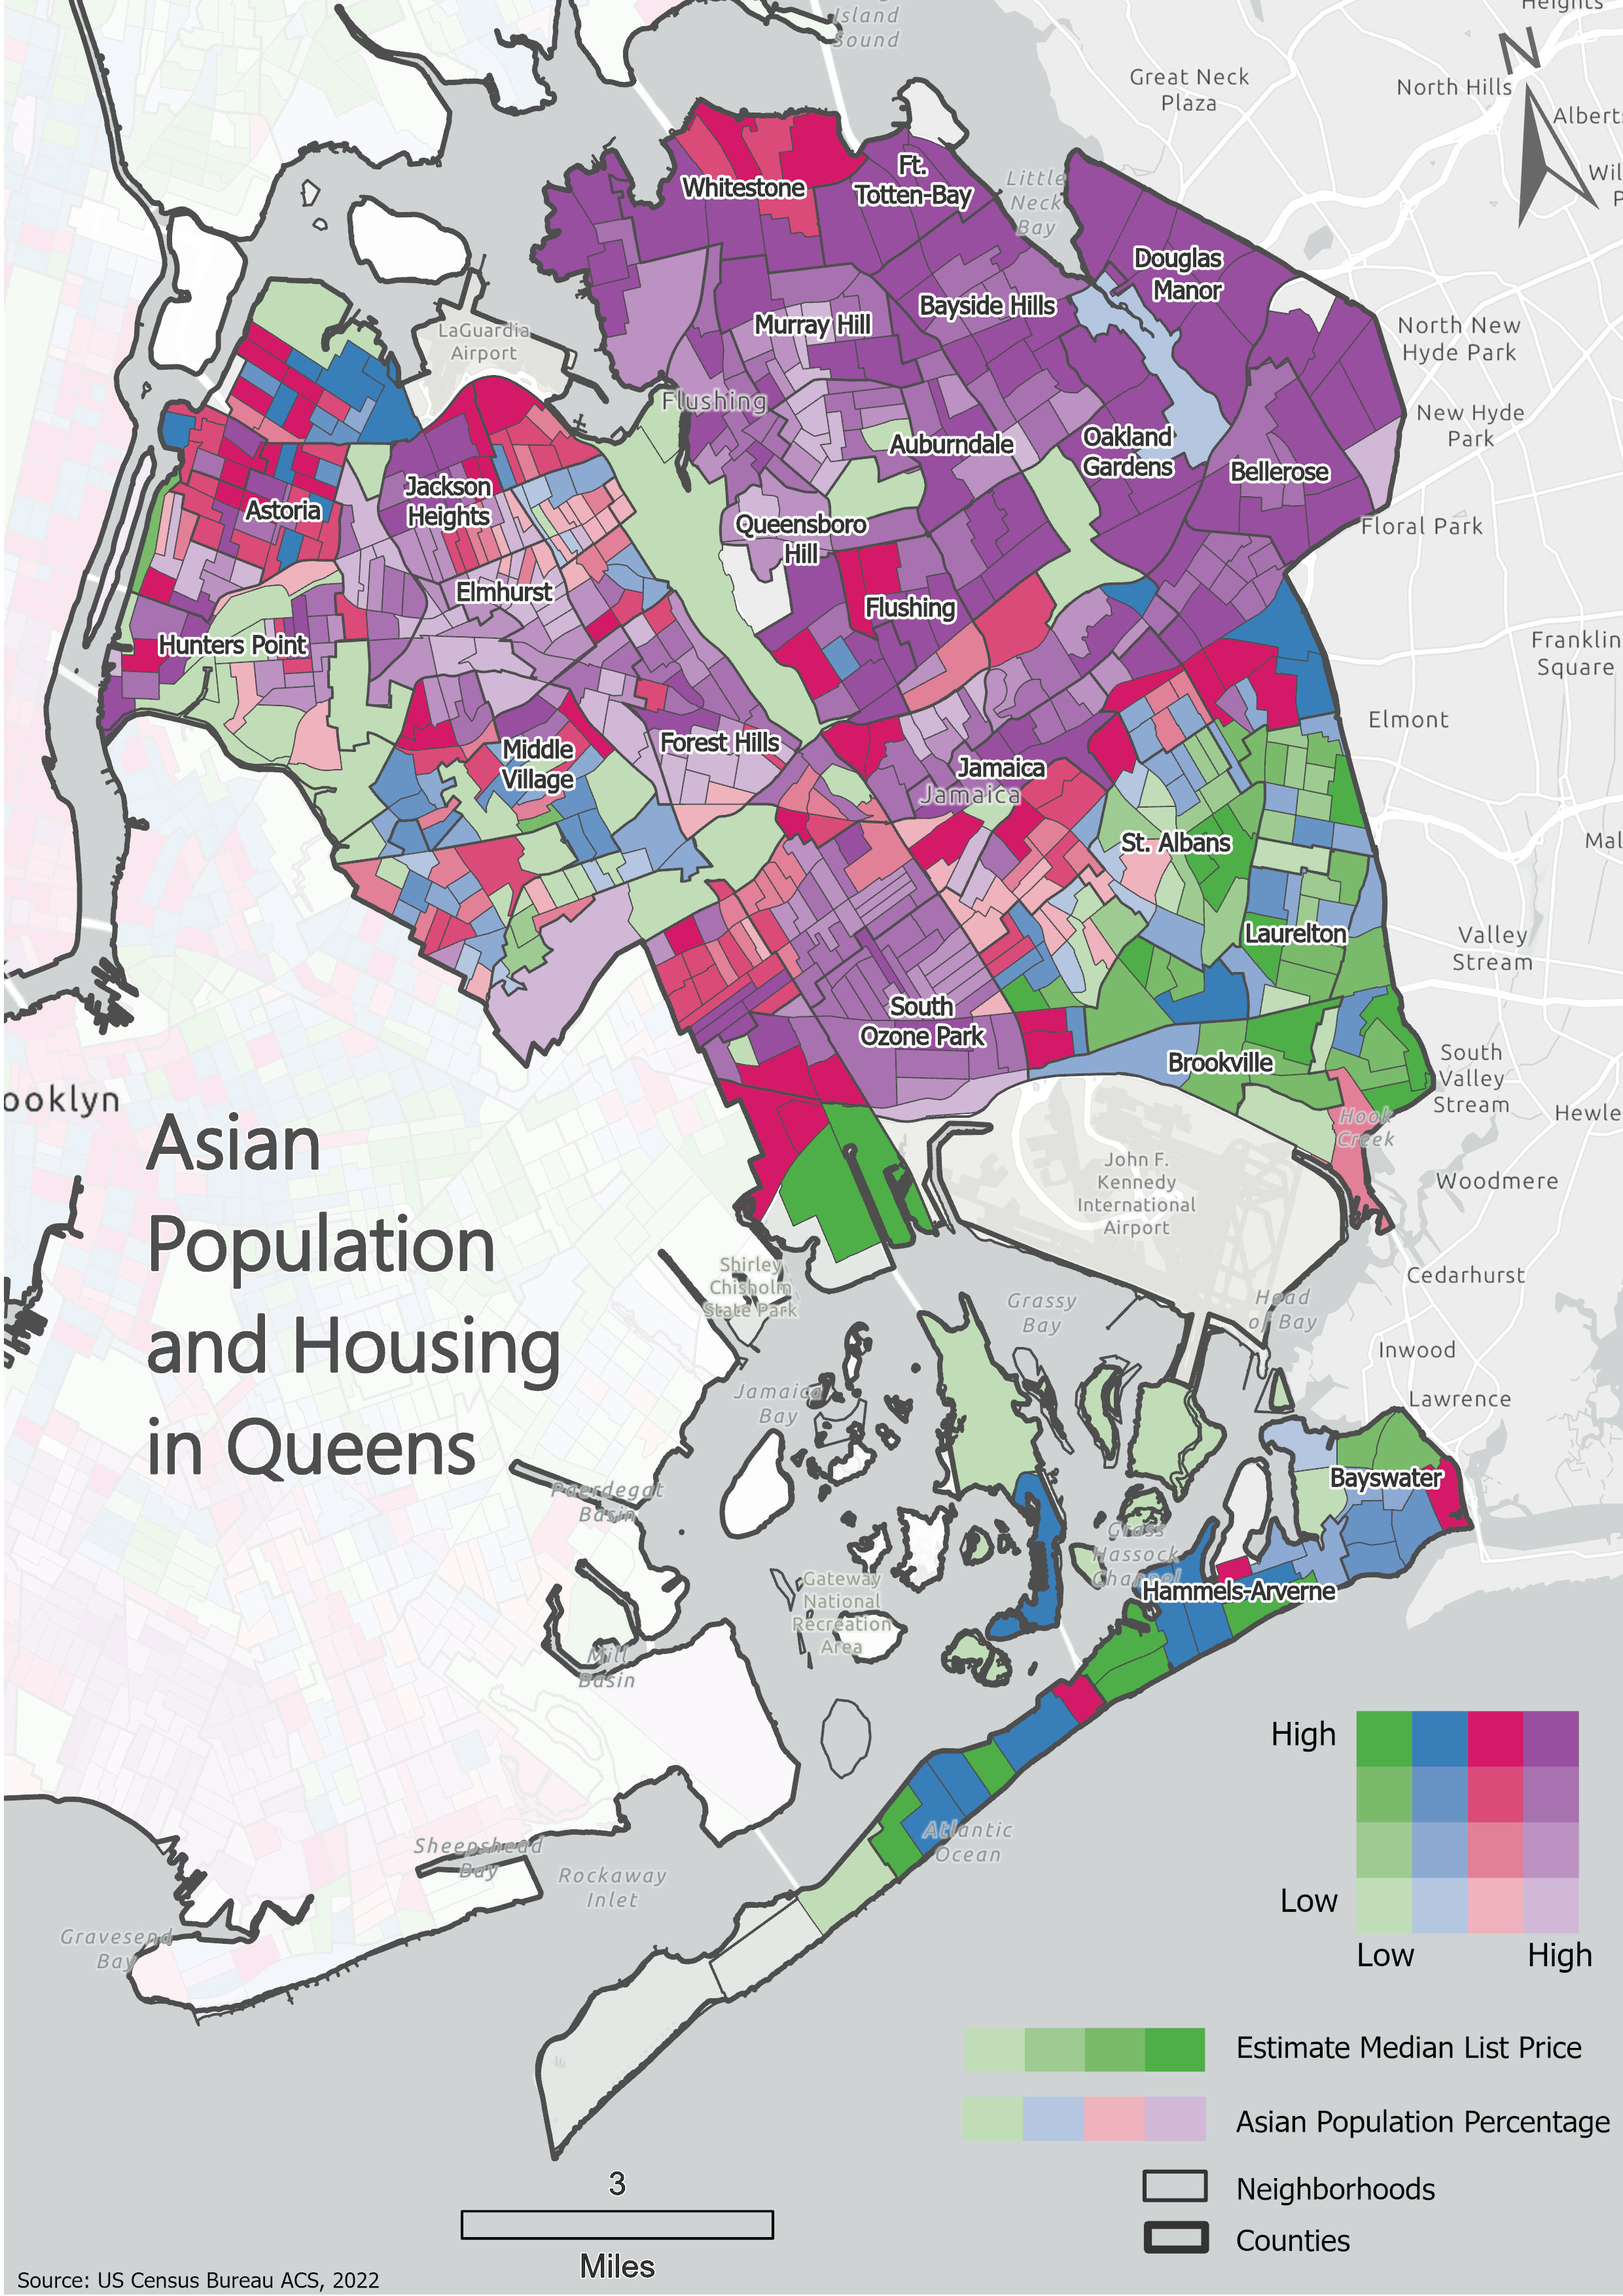 Island
Sound
Heights
N
Great Neck
Plaza
North Hills
Ft.
Totten-Bay
Whitestone
Little
Neck
Bay
Douglas
Manor
Bayside Hills
Murray Hill
LaGuardia
Airport
North New
Hyde Park
Flushing
New Hyde
Park
Auburndale
Oakland
Gardens
Bellerose
Jackson
Heights
Astoria
Queensboro
Hill
Floral Park
Elmhurst
Flushing
Hunters Point
Franklin
Square
Elmont
Middle
Village
Forest Hills
Jamaica
Jamaica
St. Albans
Laurelton
Valley
Stream
South
Ozone Park
Brookville
South
Valley
Stream
ooklyn
Hewle
Hook
Creek
Asian
Population
and Housing
in Queens
John F.
Kennedy
International
Airport
Woodmere
Shirley
Chisholm
State Park
Cedarhurst
Grassy
Bay
Head
of Bay
Inwood
Jamaica
Bay
Lawrence
Bayswater
Paerdegat
Basin
Grass
Hassock
Channel
Gateway
National
Recreation
Area
Hammels-Arverne
Mill
Basin
High
Atlantic
Ocean
Sheepshead
Bay
Rockaway
Inlet
Low
Gravesend
Bay
Low High
Estimate Median List Price
Asian Population Percentage
3
Neighborhoods
Counties
Miles
Source: US Census Bureau ACS, 2022